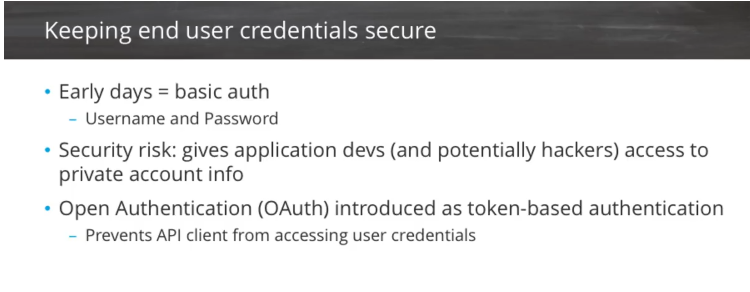 Keeping end user credentials secure
• Early days = basic auth
– Username and Password
• Security risk: gives application devs (and potentially hackers) access to
private account info
• Open Authentication (OAuth) introduced as token-based authentication
– Prevents API client from accessing user credentials